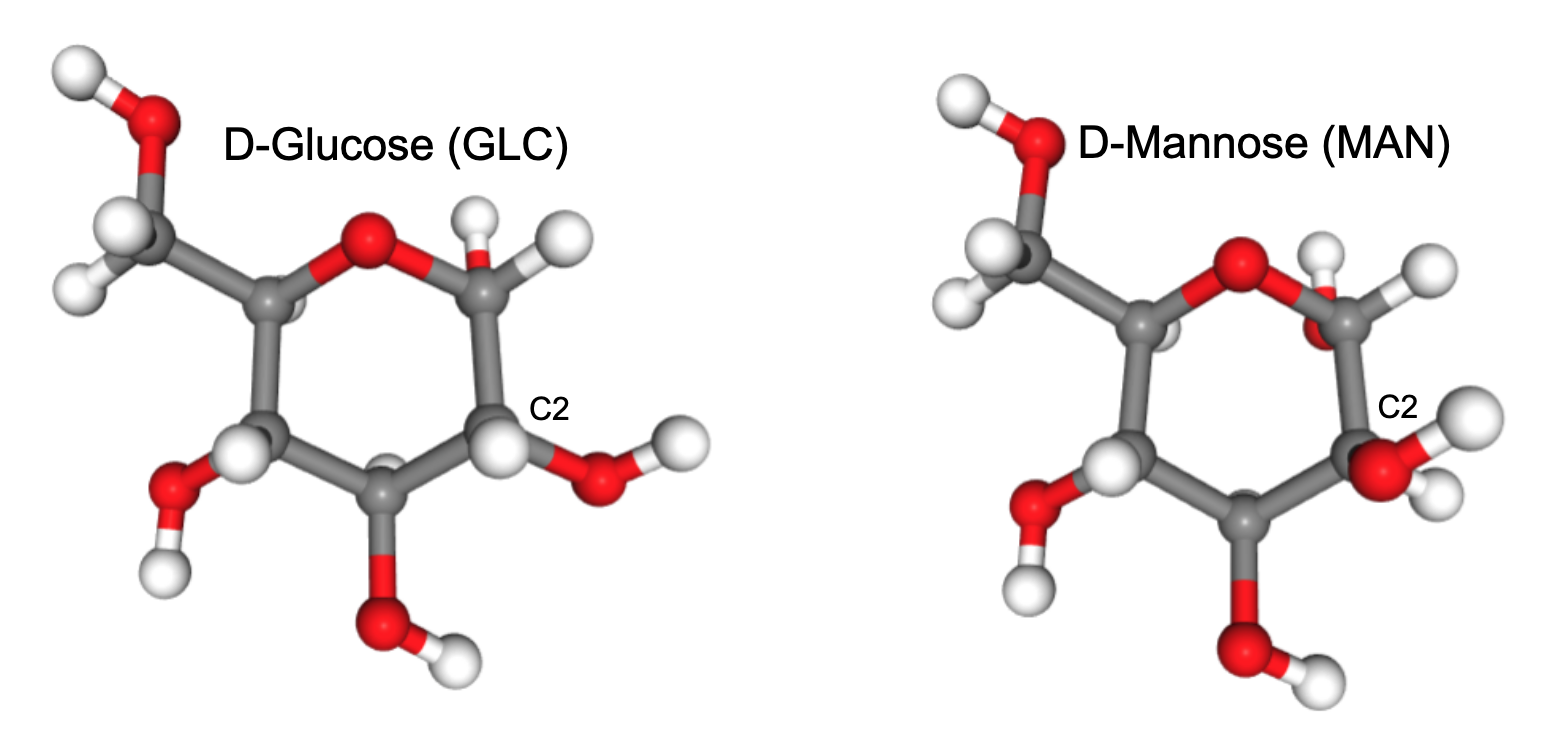 D-Glucose (GLC)
D-Mannose (MAN)
C2
C2